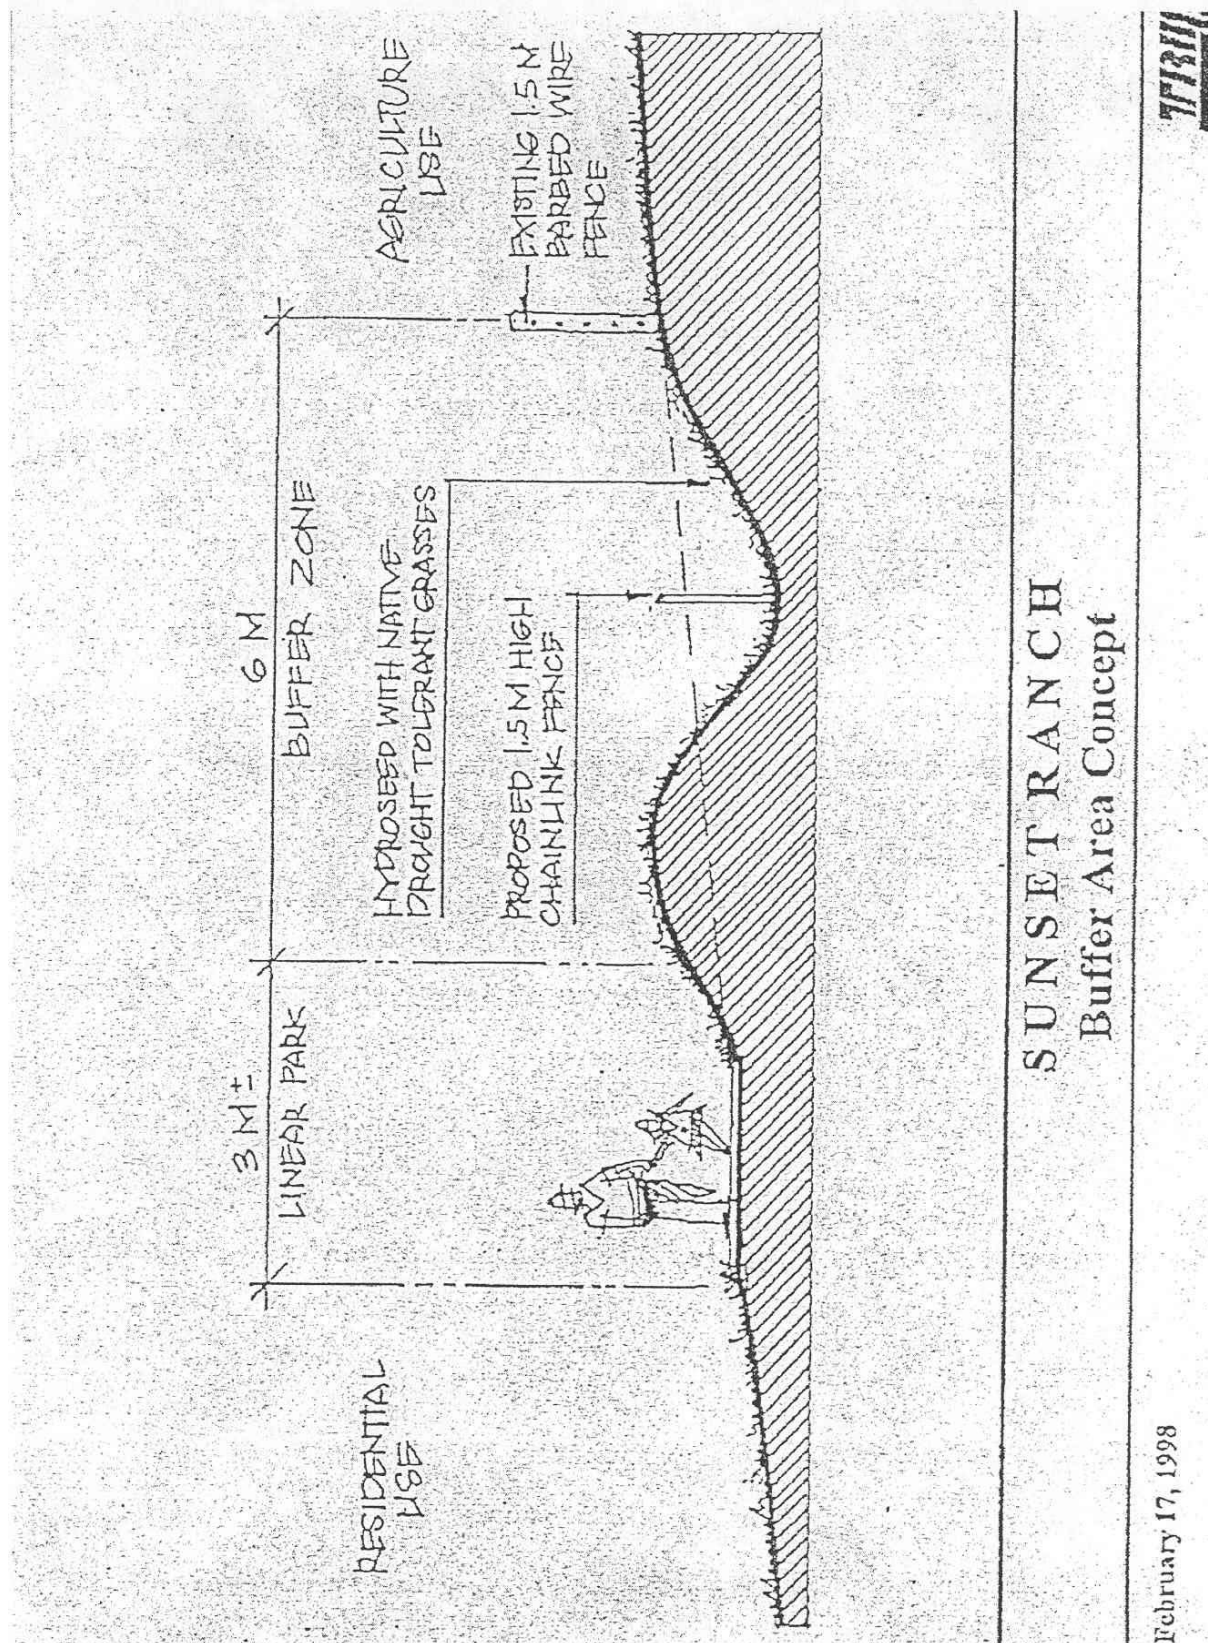 3 M±
LINEAR PARK
6 M
BUFFER ZONE
RESIDENTIAL
USE
HYDROSEED WITH NATIVE
DROUGHT TOLERANT GRASSES
PROPOSED 1.5 M HIGH
CHAINLINK FENCE
AGRICULTURE
USE
EXISTING 1.5 M
BARBED WIRE
FENCE
SUNSET RANCH
Buffer Area Concept
February 17, 1998